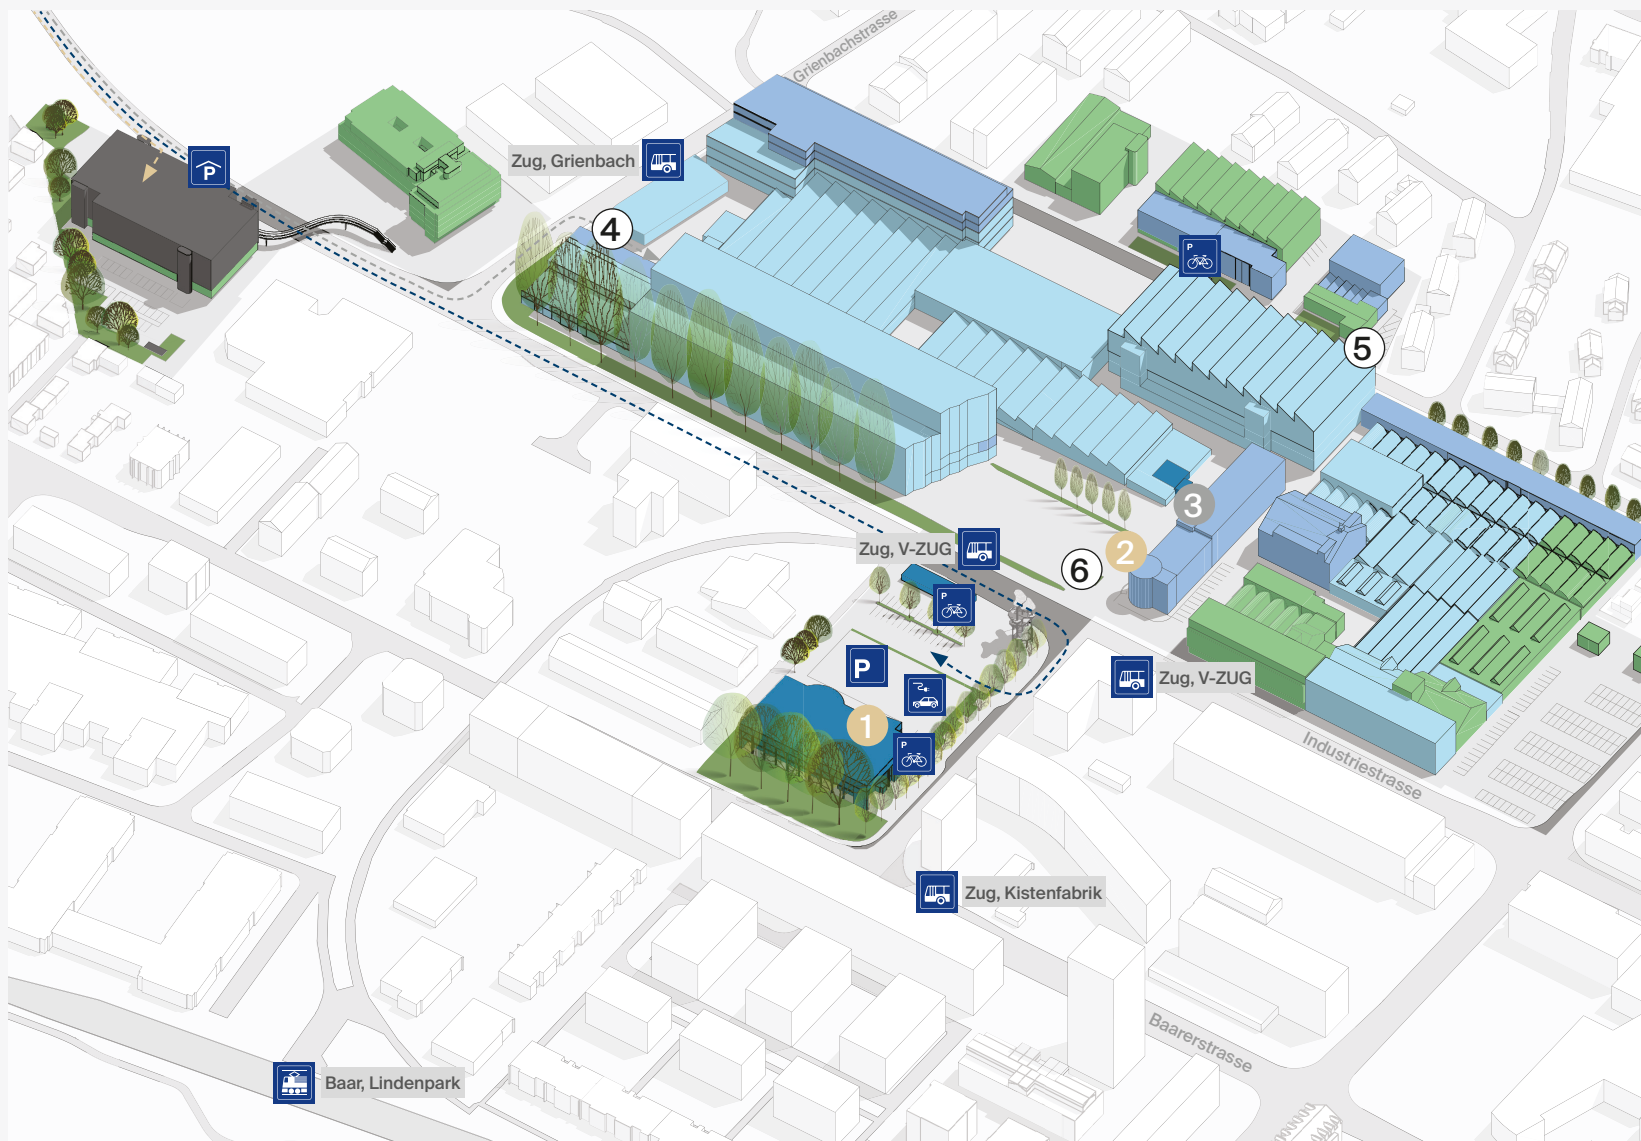 Grienbachstrasse
Zug, Grienbach
P
4
P
5
3
2
Zug, V-ZUG
6
P
P
Zug, V-ZUG
1
P
Industriestrasse
Zug, Kistenfabrik
Baarerstrasse
Baar, Lindenpark